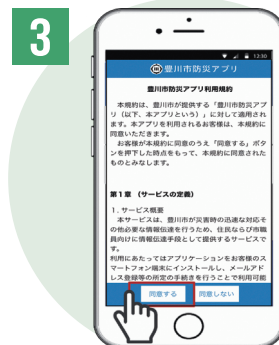 3
12:30
豊川市防災アプリ
豊川市防災アプリ利用規約
本規約は、豊川市が提供する「豊川市防災アプ
リ（以下、本アプリという）」に対して適用され
ます。本アプリを利用されるお客様は、本規約に
同意いただきます。
お客様が本規約に同意のうえ「同意する」ボタ
ンを押下した時点をもって、本規約に同意された
ものとみなします。
第１章 （サービスの定義）
１. サービス概要
本サービスは、豊川市が災害時の迅速な対応そ
の他必要な情報伝達を行うため、住民ならび市職
員向けに情報伝達手段として提供するサービスで
す。
利用にあたってはアプリケーションをお客様のス
マートフォン端末にインストールし、メールアド
レス登録等の所定の手続きを行うことで利用可能
同意する 同意しない